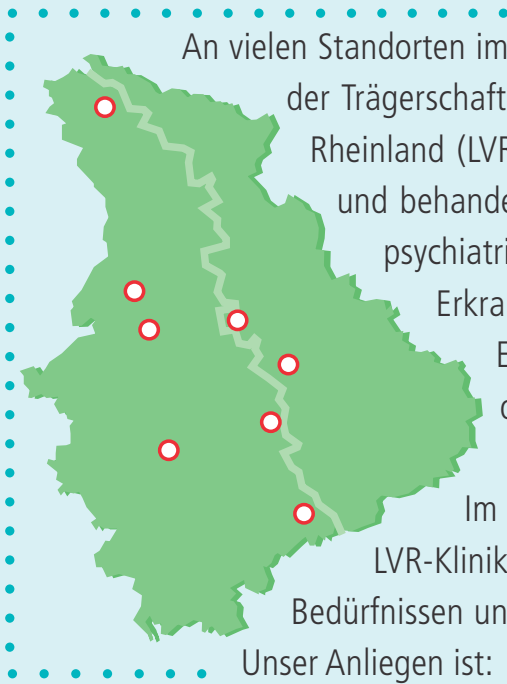 An vielen Standorten im
der Trägerschaft
Rheinland (LVR
und behande
psychiatri
Erkra
Im
LVR-Klinik
Bedürfnissen un
Unser Anliegen ist: